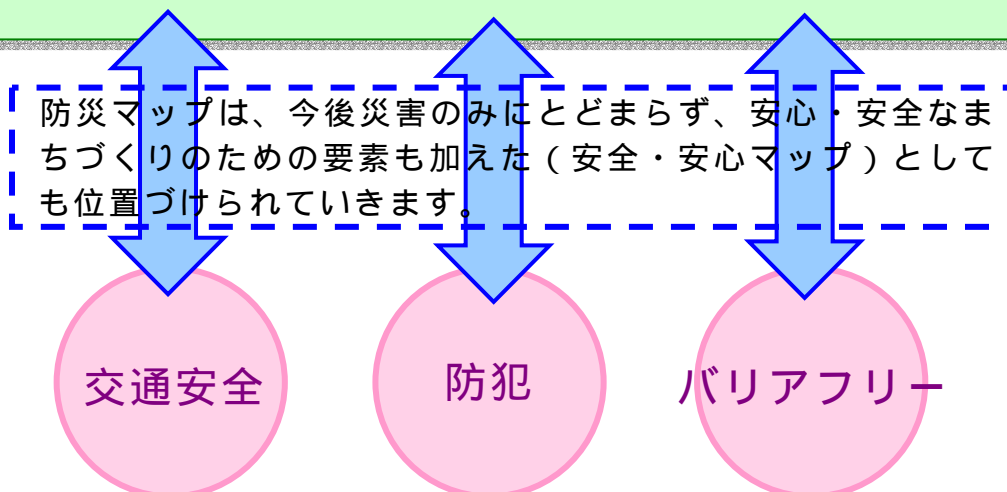 防災マップは、今後災害のみにとどまらず、安心・安全なま
ちづくりのための要素も加えた（安全・安心マップ）として
も位置づけられていきます。
交通安全
防犯
バリアフリー